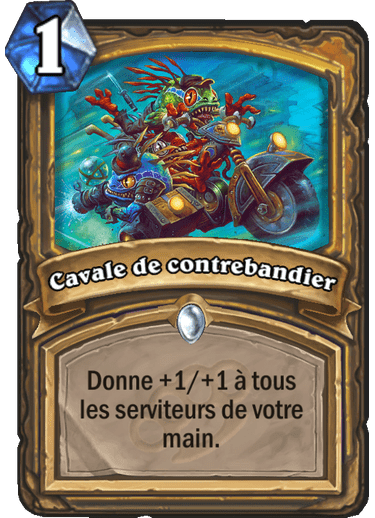 1
Cavale de contrebandier
Donne +1/+1 à tous
les serviteurs de votre
main.